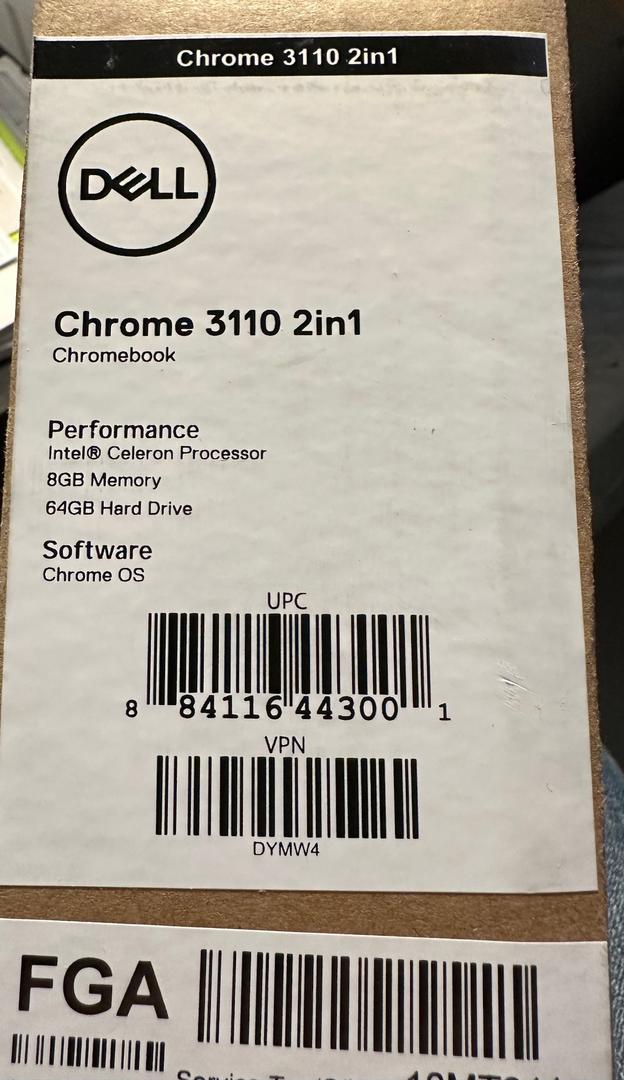 Chrome 3110 2in1
DELL
Chrome 3110 2in1
Chromebook
Performance
Intel® Celeron Processor
8GB Memory
64GB Hard Drive
Software
Chrome OS
UPC
8 84116 44300 1
VPN
DYMW4
FGA
Service